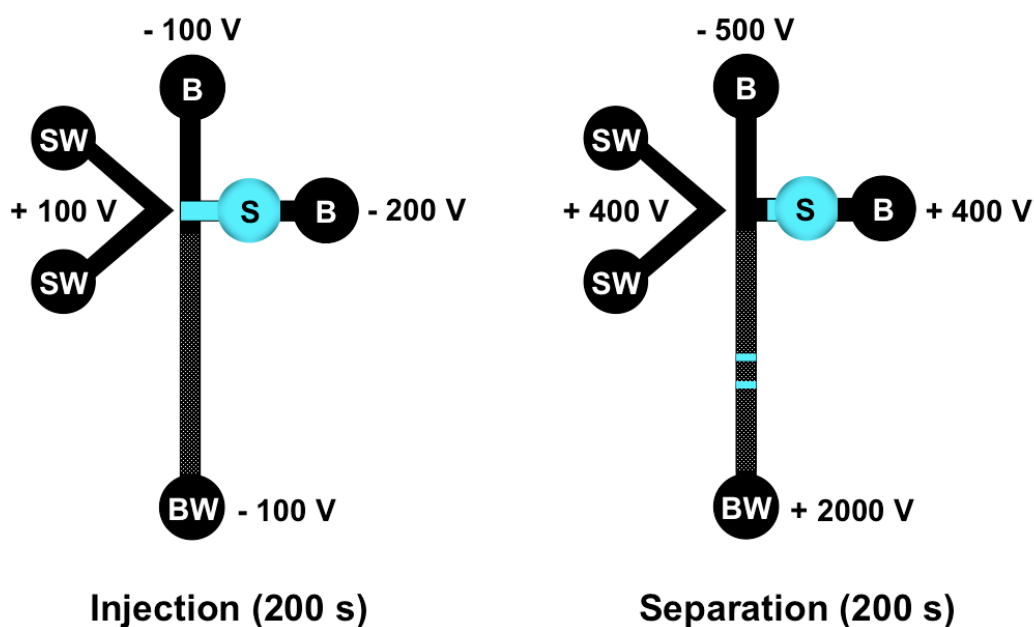 - 100 V
B
SW
+ 100 V
S
B
- 200 V
SW
BW
- 100 V
Injection (200 s)
- 500 V
B
SW
+ 400 V
S
B
+ 400 V
SW
BW
+ 2000 V
Separation (200 s)